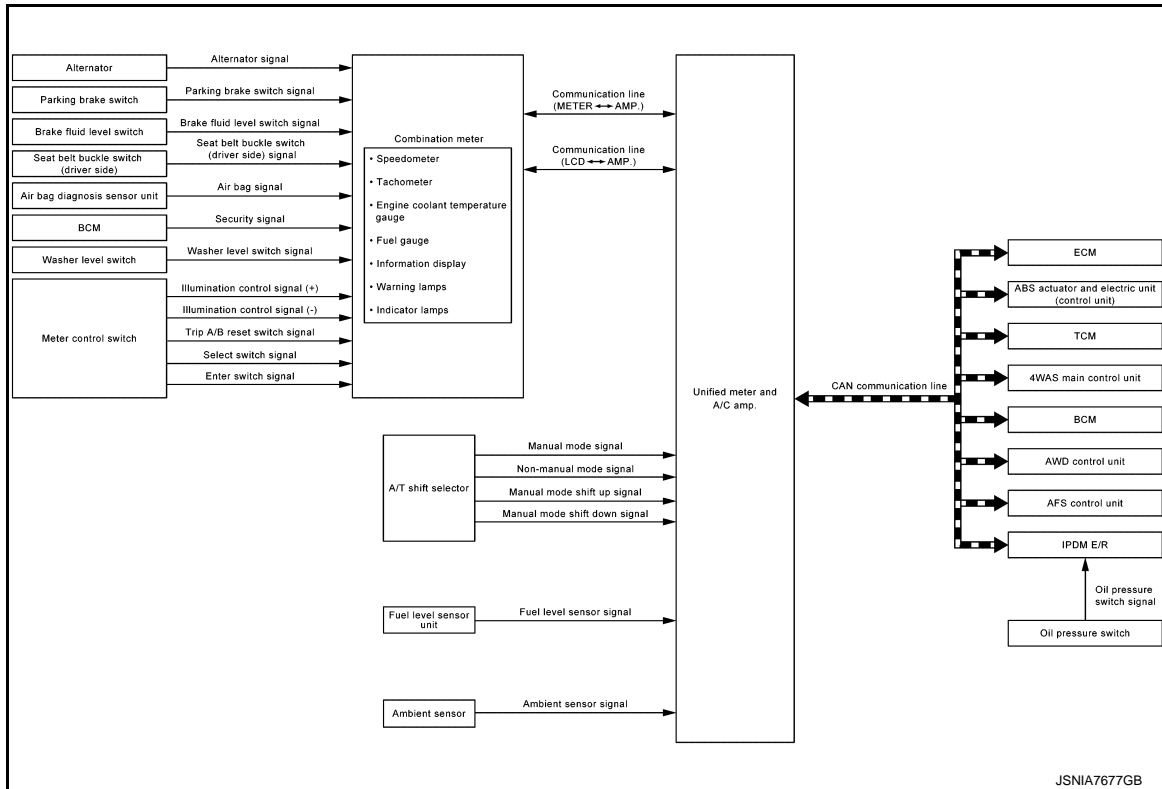 Alternator
Alternator signal
Parking brake switch
Parking brake switch signal
Brake fluid level switch
Brake fluid level switch signal
Seat belt buckle switch
(driver side)
Seat belt buckle switch
(driver side) signal
Air bag diagnosis sensor unit
Air bag signal
BCM
Security signal
Washer level switch
Washer level switch signal
Meter control switch
Illumination control signal (+)
Illumination control signal (-)
Trip A/B reset switch signal
Select switch signal
Enter switch signal
Combination meter
• Speedometer
• Tachometer
• Engine coolant temperature
gauge
• Fuel gauge
• Information display
• Warning lamps
• Indicator lamps
Communication line
(METER ↔ AMP.)
Communication line
(LCD ↔ AMP.)
A/T shift selector
Manual mode signal
Non-manual mode signal
Manual mode shift up signal
Manual mode shift down signal
Fuel level sensor
unit
Fuel level sensor signal
Ambient sensor
Ambient sensor signal
Unified meter and
A/C amp.
CAN communication line
ECM
ABS actuator and electric unit
(control unit)
TCM
4WAS main control unit
BCM
AWD control unit
AFS control unit
IPDM E/R
Oil pressure
switch signal
Oil pressure switch
JSNIA7677GB